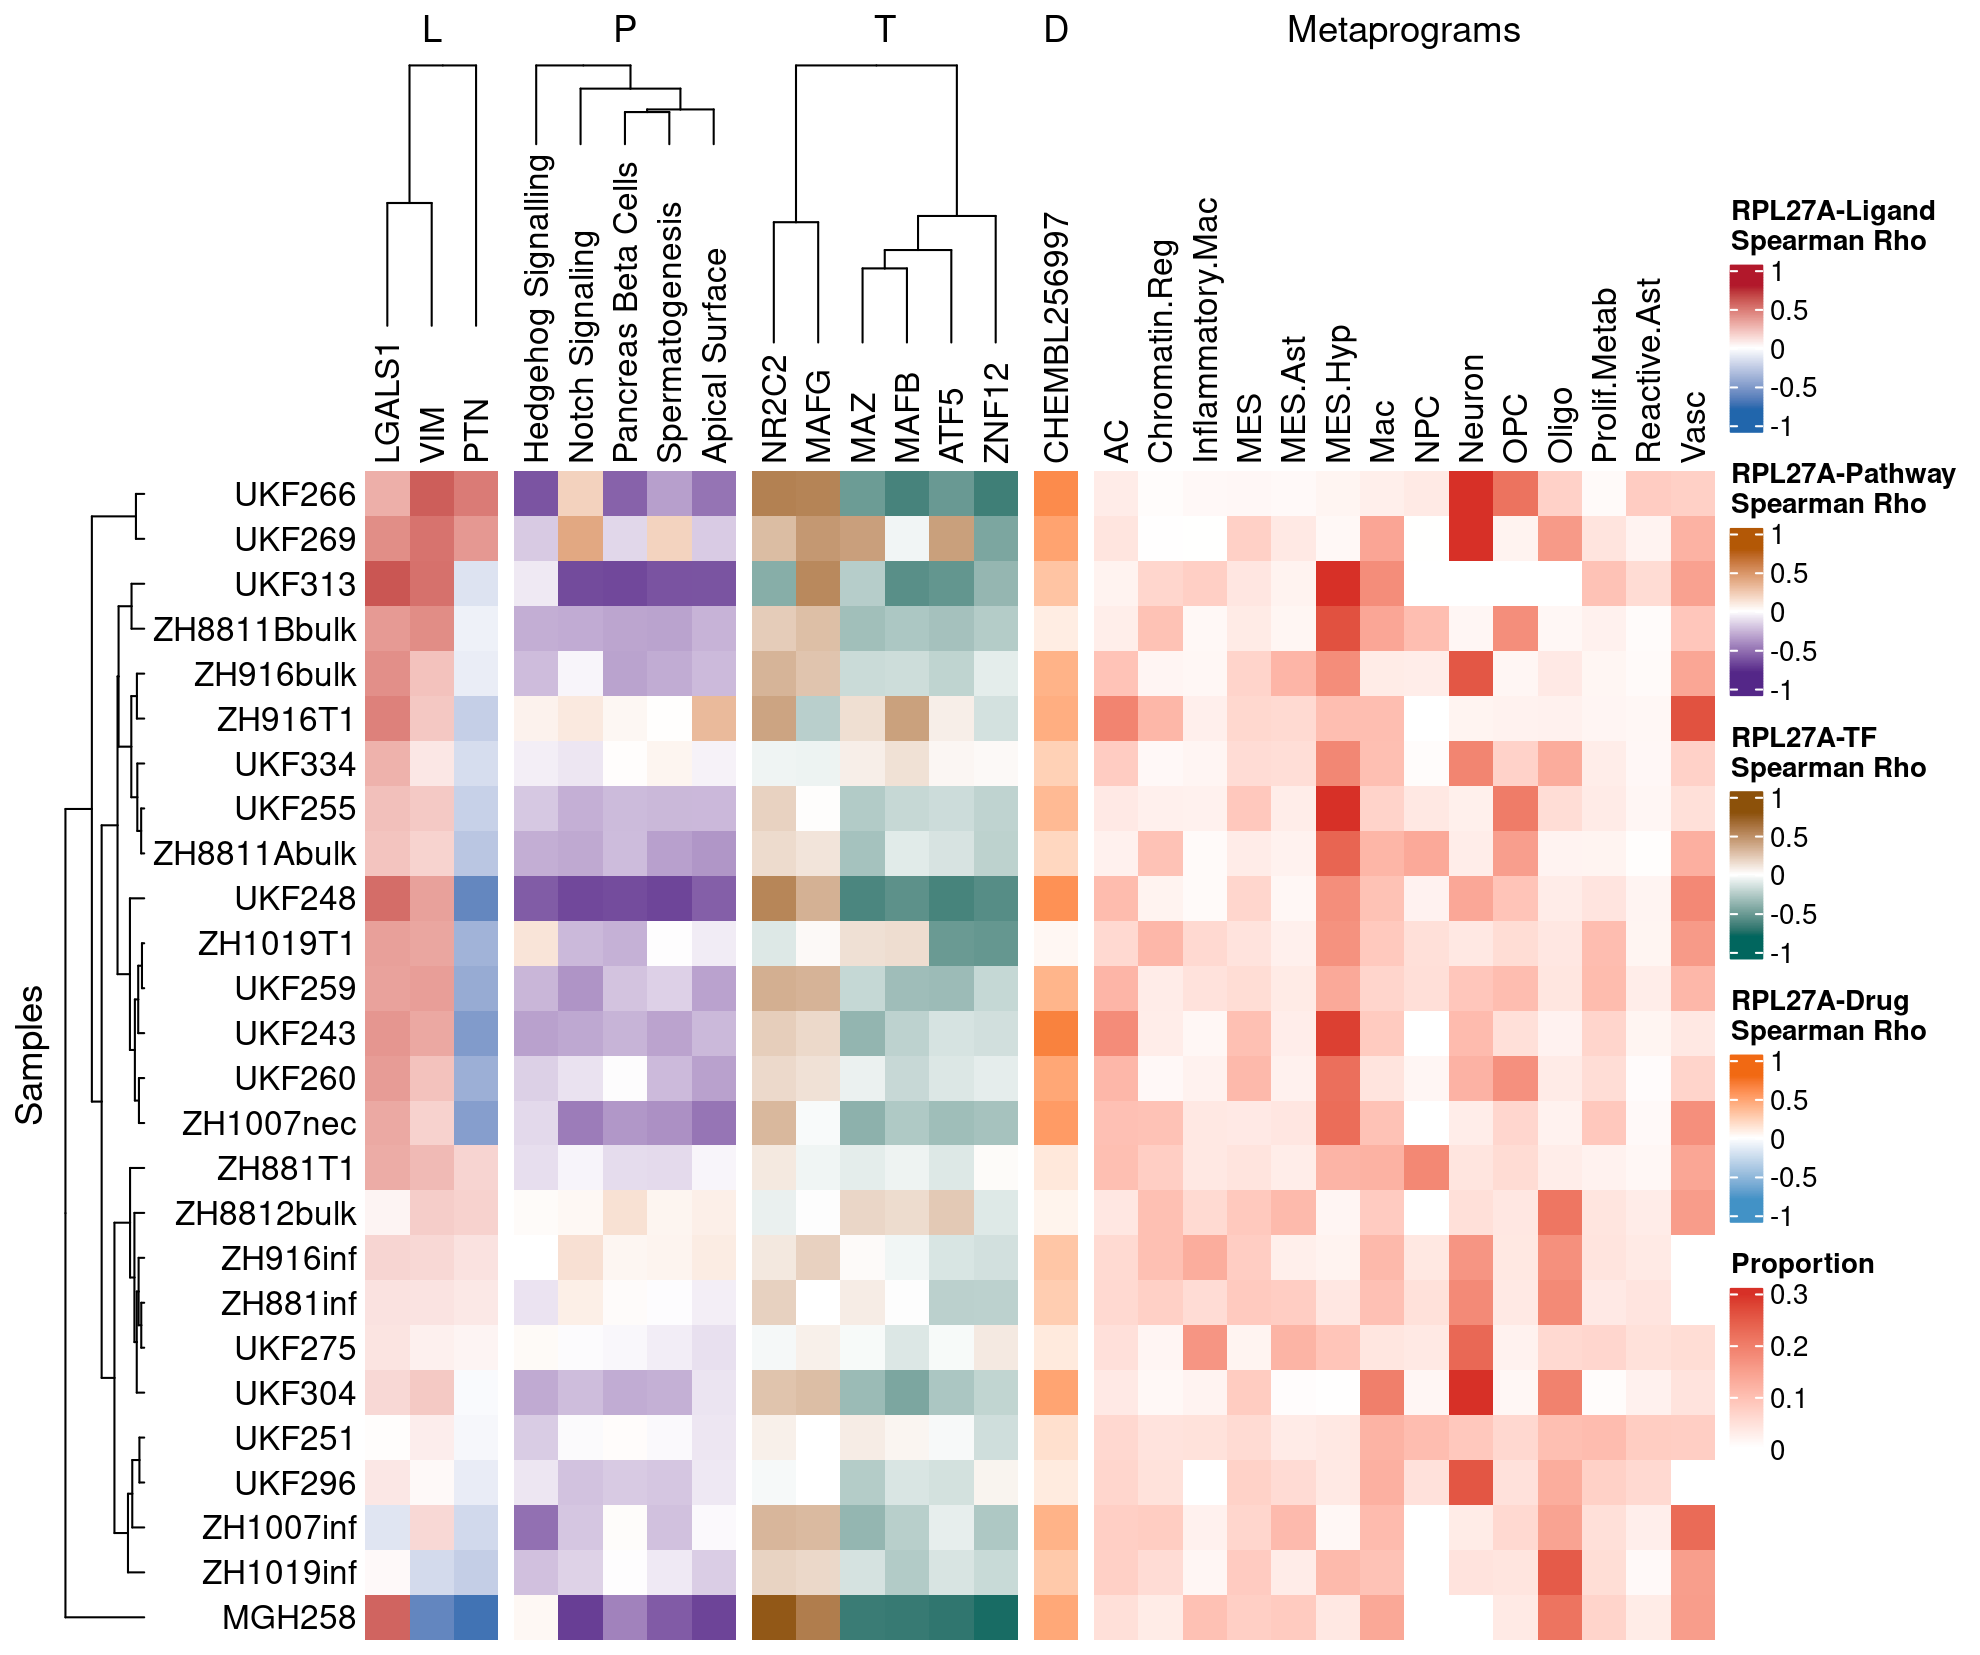 L P T D Metaprograms
LGALS1
VIM
PTN
Hedgehog Signalling
Notch Signaling
Pancreas Beta Cells
Spermatogenesis
Apical Surface
NR2C2
MAFG
MAZ
MAFB
ATF5
ZNF12
CHEMBL256997
AC
Chromatin.Reg
Inflammatory.Mac
MES
MES.Ast
MES.Hyp
Mac
NPC
Neuron
OPC
Oligo
Prolif.Metab
Reactive.Ast
Vasc
Samples
UKF266
UKF269
UKF313
ZH8811Bbulk
ZH916bulk
ZH916T1
UKF334
UKF255
ZH8811Abulk
UKF248
ZH1019T1
UKF259
UKF243
UKF260
ZH1007nec
ZH881T1
ZH8812bulk
ZH916inf
ZH881inf
UKF275
UKF304
UKF251
UKF296
ZH1007inf
ZH1019inf
MGH258
RPL27A-Ligand
Spearman Rho
1
0.5
0
-0.5
-1
RPL27A-Pathway
Spearman Rho
1
0.5
0
-0.5
-1
RPL27A-TF
Spearman Rho
1
0.5
0
-0.5
-1
RPL27A-Drug
Spearman Rho
1
0.5
0
-0.5
-1
Proportion
0.3
0.2
0.1
0